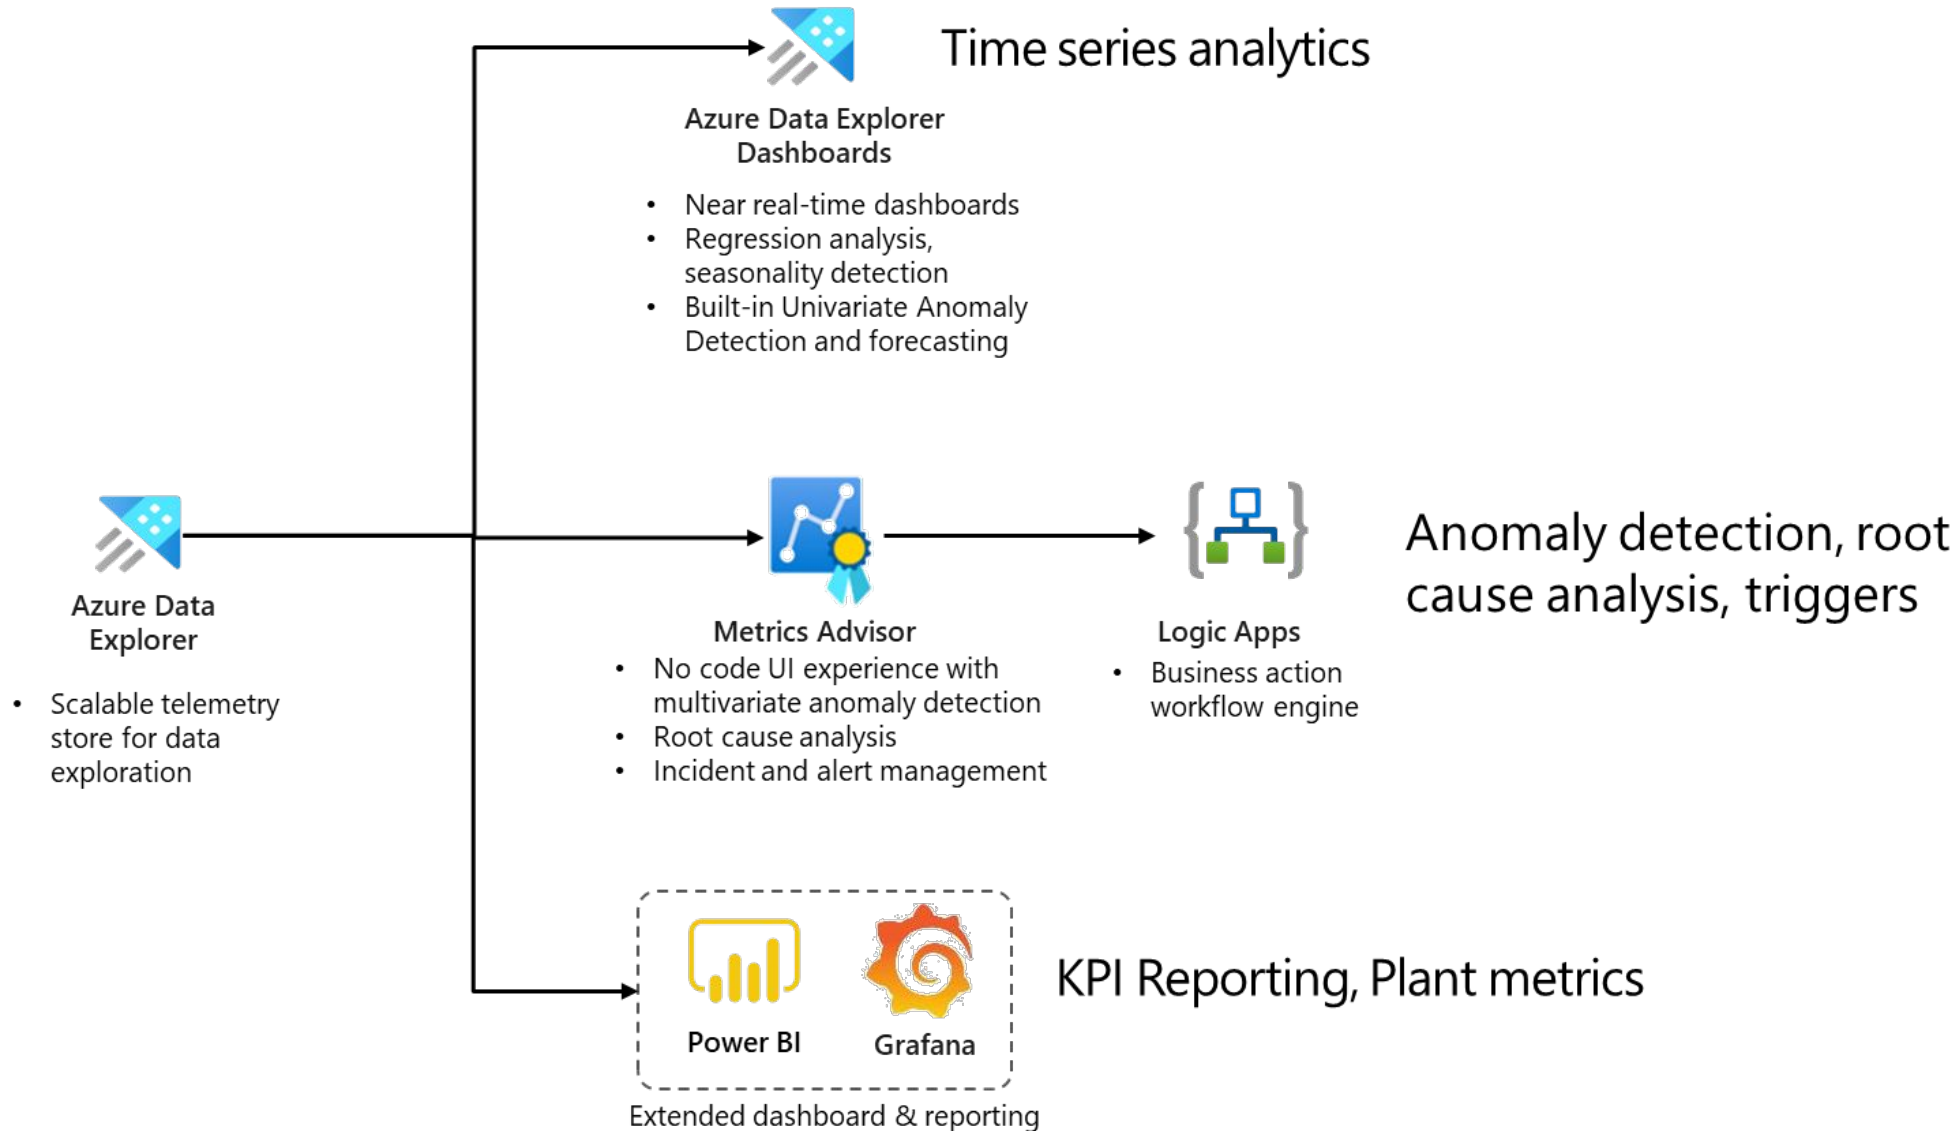 Time series analytics
Azure Data Explorer
Dashboards
• Near real-time dashboards
• Regression analysis,
seasonality detection
• Built-in Univariate Anomaly
Detection and forecasting
Azure Data
Explorer
• Scalable telemetry
store for data
exploration
Metrics Advisor
• No code UI experience with
multivariate anomaly detection
• Root cause analysis
• Incident and alert management
Logic Apps
• Business action
workflow engine
Anomaly detection, root
cause analysis, triggers
Power BI
Grafana
Extended dashboard & reporting
KPI Reporting, Plant metrics